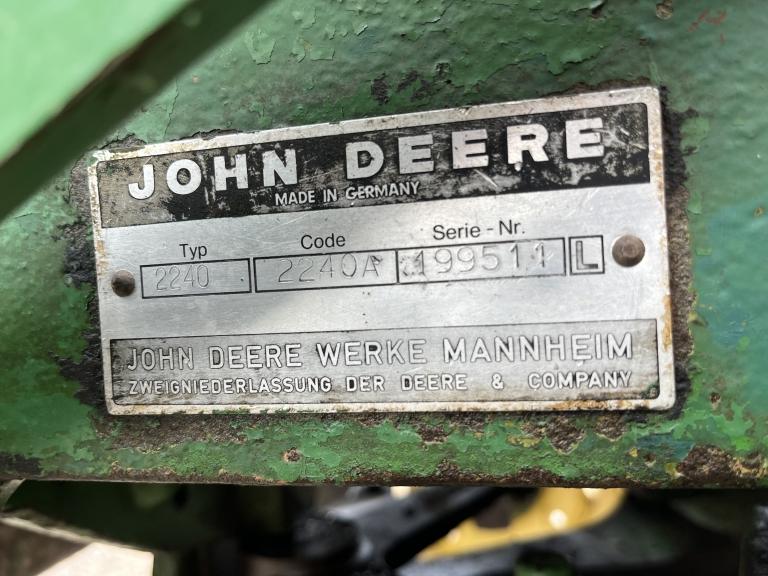 JOHN DEERE
MADE IN GERMANY
Typ Code Serie - Nr.
2240 2240A 199511 L
JOHN DEERE WERKE MANNHEIM
ZWEIGNIEDERLASSUNG DER DEERE & COMPANY